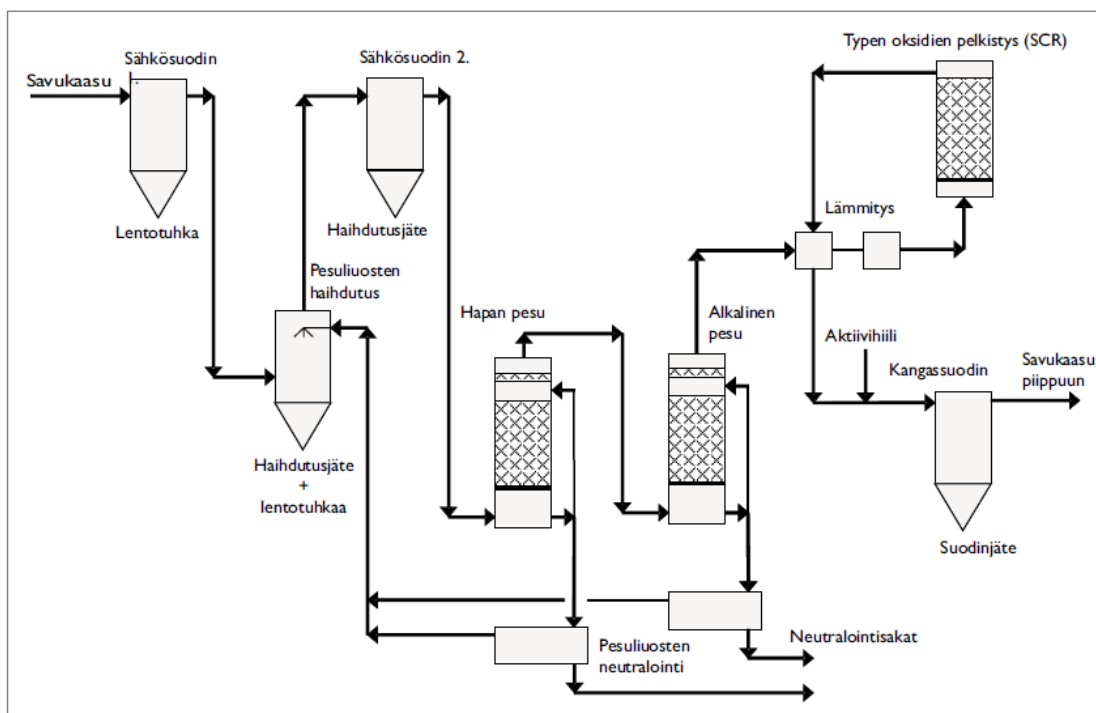 Sähkösuodin
I.
Sähkösuodin 2.
Typen oksidien pelkistys (SCR)
Savukaasu
Lentotuhka
Haihdutusjäte
Lämmitys
Pesuliuosten
haihdutus
Hapan pesu
Alkalinen
pesu
Aktiivihiili
Kangassuodin
Savukaasu
piippuun
Haihdutusjäte
+
lentotuhkaa
Suodinjäte
Pesuliuosten
neutralointi
Neutralointisakat